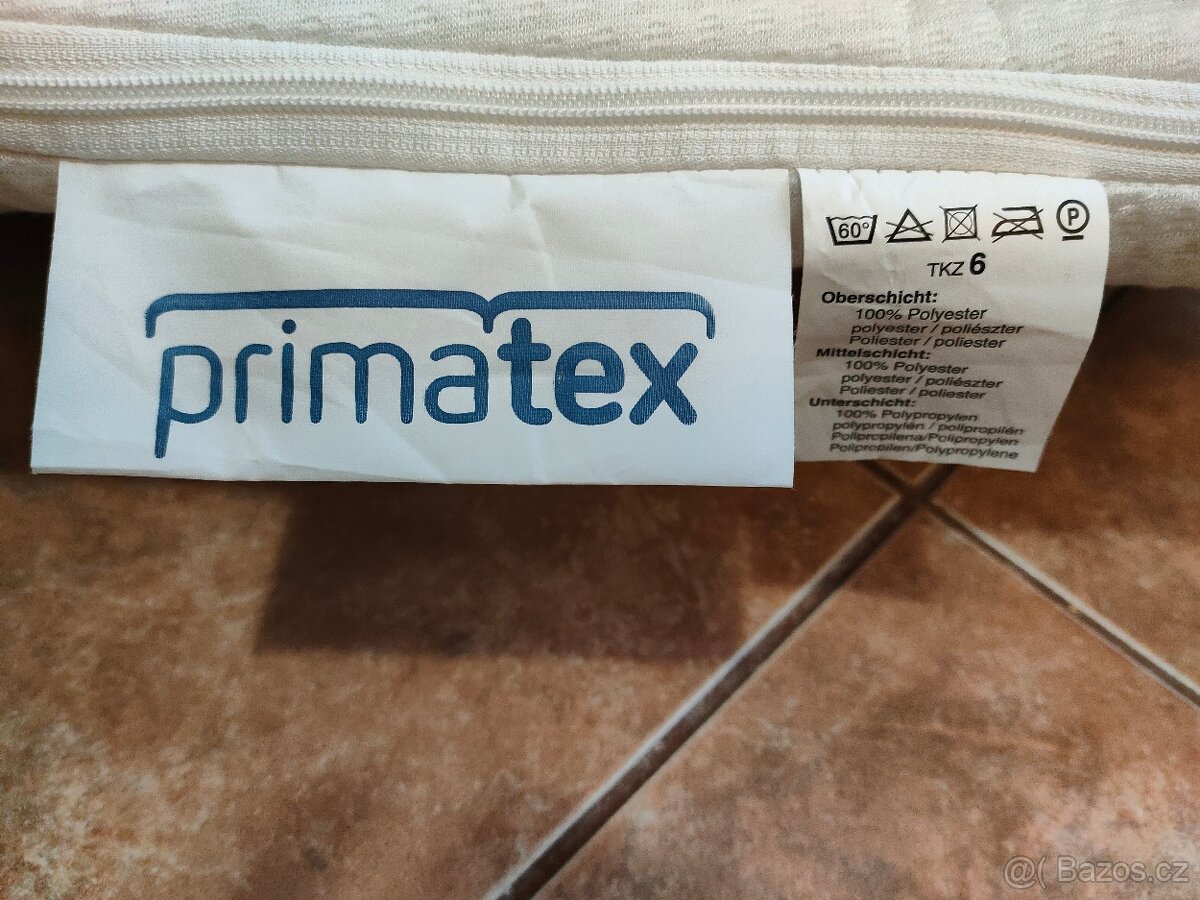 primatex
60°
P
TKZ 6
Oberschicht:
100% Polyester
polyester / poliészter
Poliester / poliester
Mittelschicht:
100% Polyester
polyester / poliészter
Poliester / poliester
Unterschicht:
100% Polypropylen
polypropylén / polipropilén
Polipropilena/Polipropylen
Polipropilen/Polypropylene
@( Bazos.cz